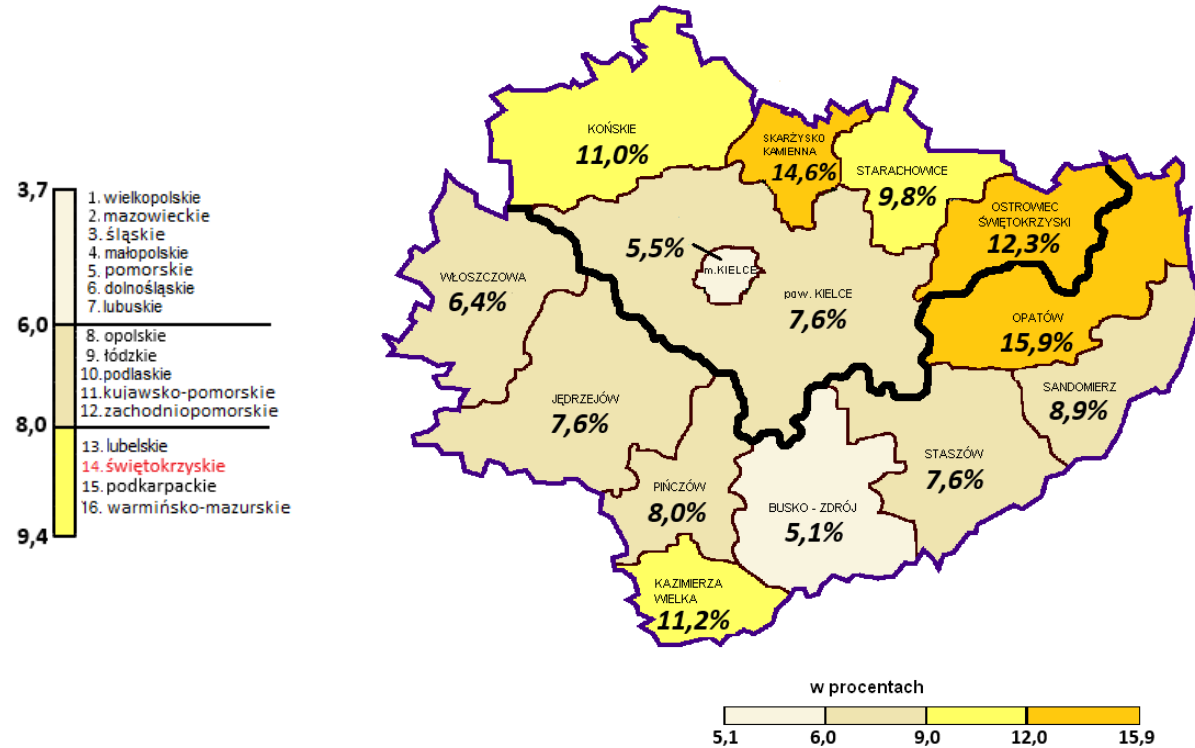 3,7
1. wielkopolskie
2. mazowieckie
3. śląskie
4. małopolskie
5. pomorskie
6. dolnośląskie
7. lubuskie
6,0
8. opolskie
9. łódzkie
10. podlaskie
11. kujawsko-pomorskie
12. zachodniopomorskie
8,0
13. lubelskie
14. świętokrzyskie
15. podkarpackie
16. warmińsko-mazurskie
9,4
KOŃSKIE
11,0%
SKARŻYSKO
KAMIENNA
14,6%
STARACHOWICE
9,8%
OSTROWIEC
ŚWIĘTOKRZYSKI
12,3%
WŁOSZCZOWA
6,4%
5,5%
m.KIELCE
pow. KIELCE
7,6%
OPATÓW
15,9%
SANDOMIERZ
8,9%
JĘDRZEJÓW
7,6%
STASZÓW
7,6%
PIŃCZÓW
8,0%
BUSKO - ZDRÓJ
5,1%
KAZIMIERZA
WIELKA
11,2%
w procentach
5,1 6,0 9,0 12,0 15,9